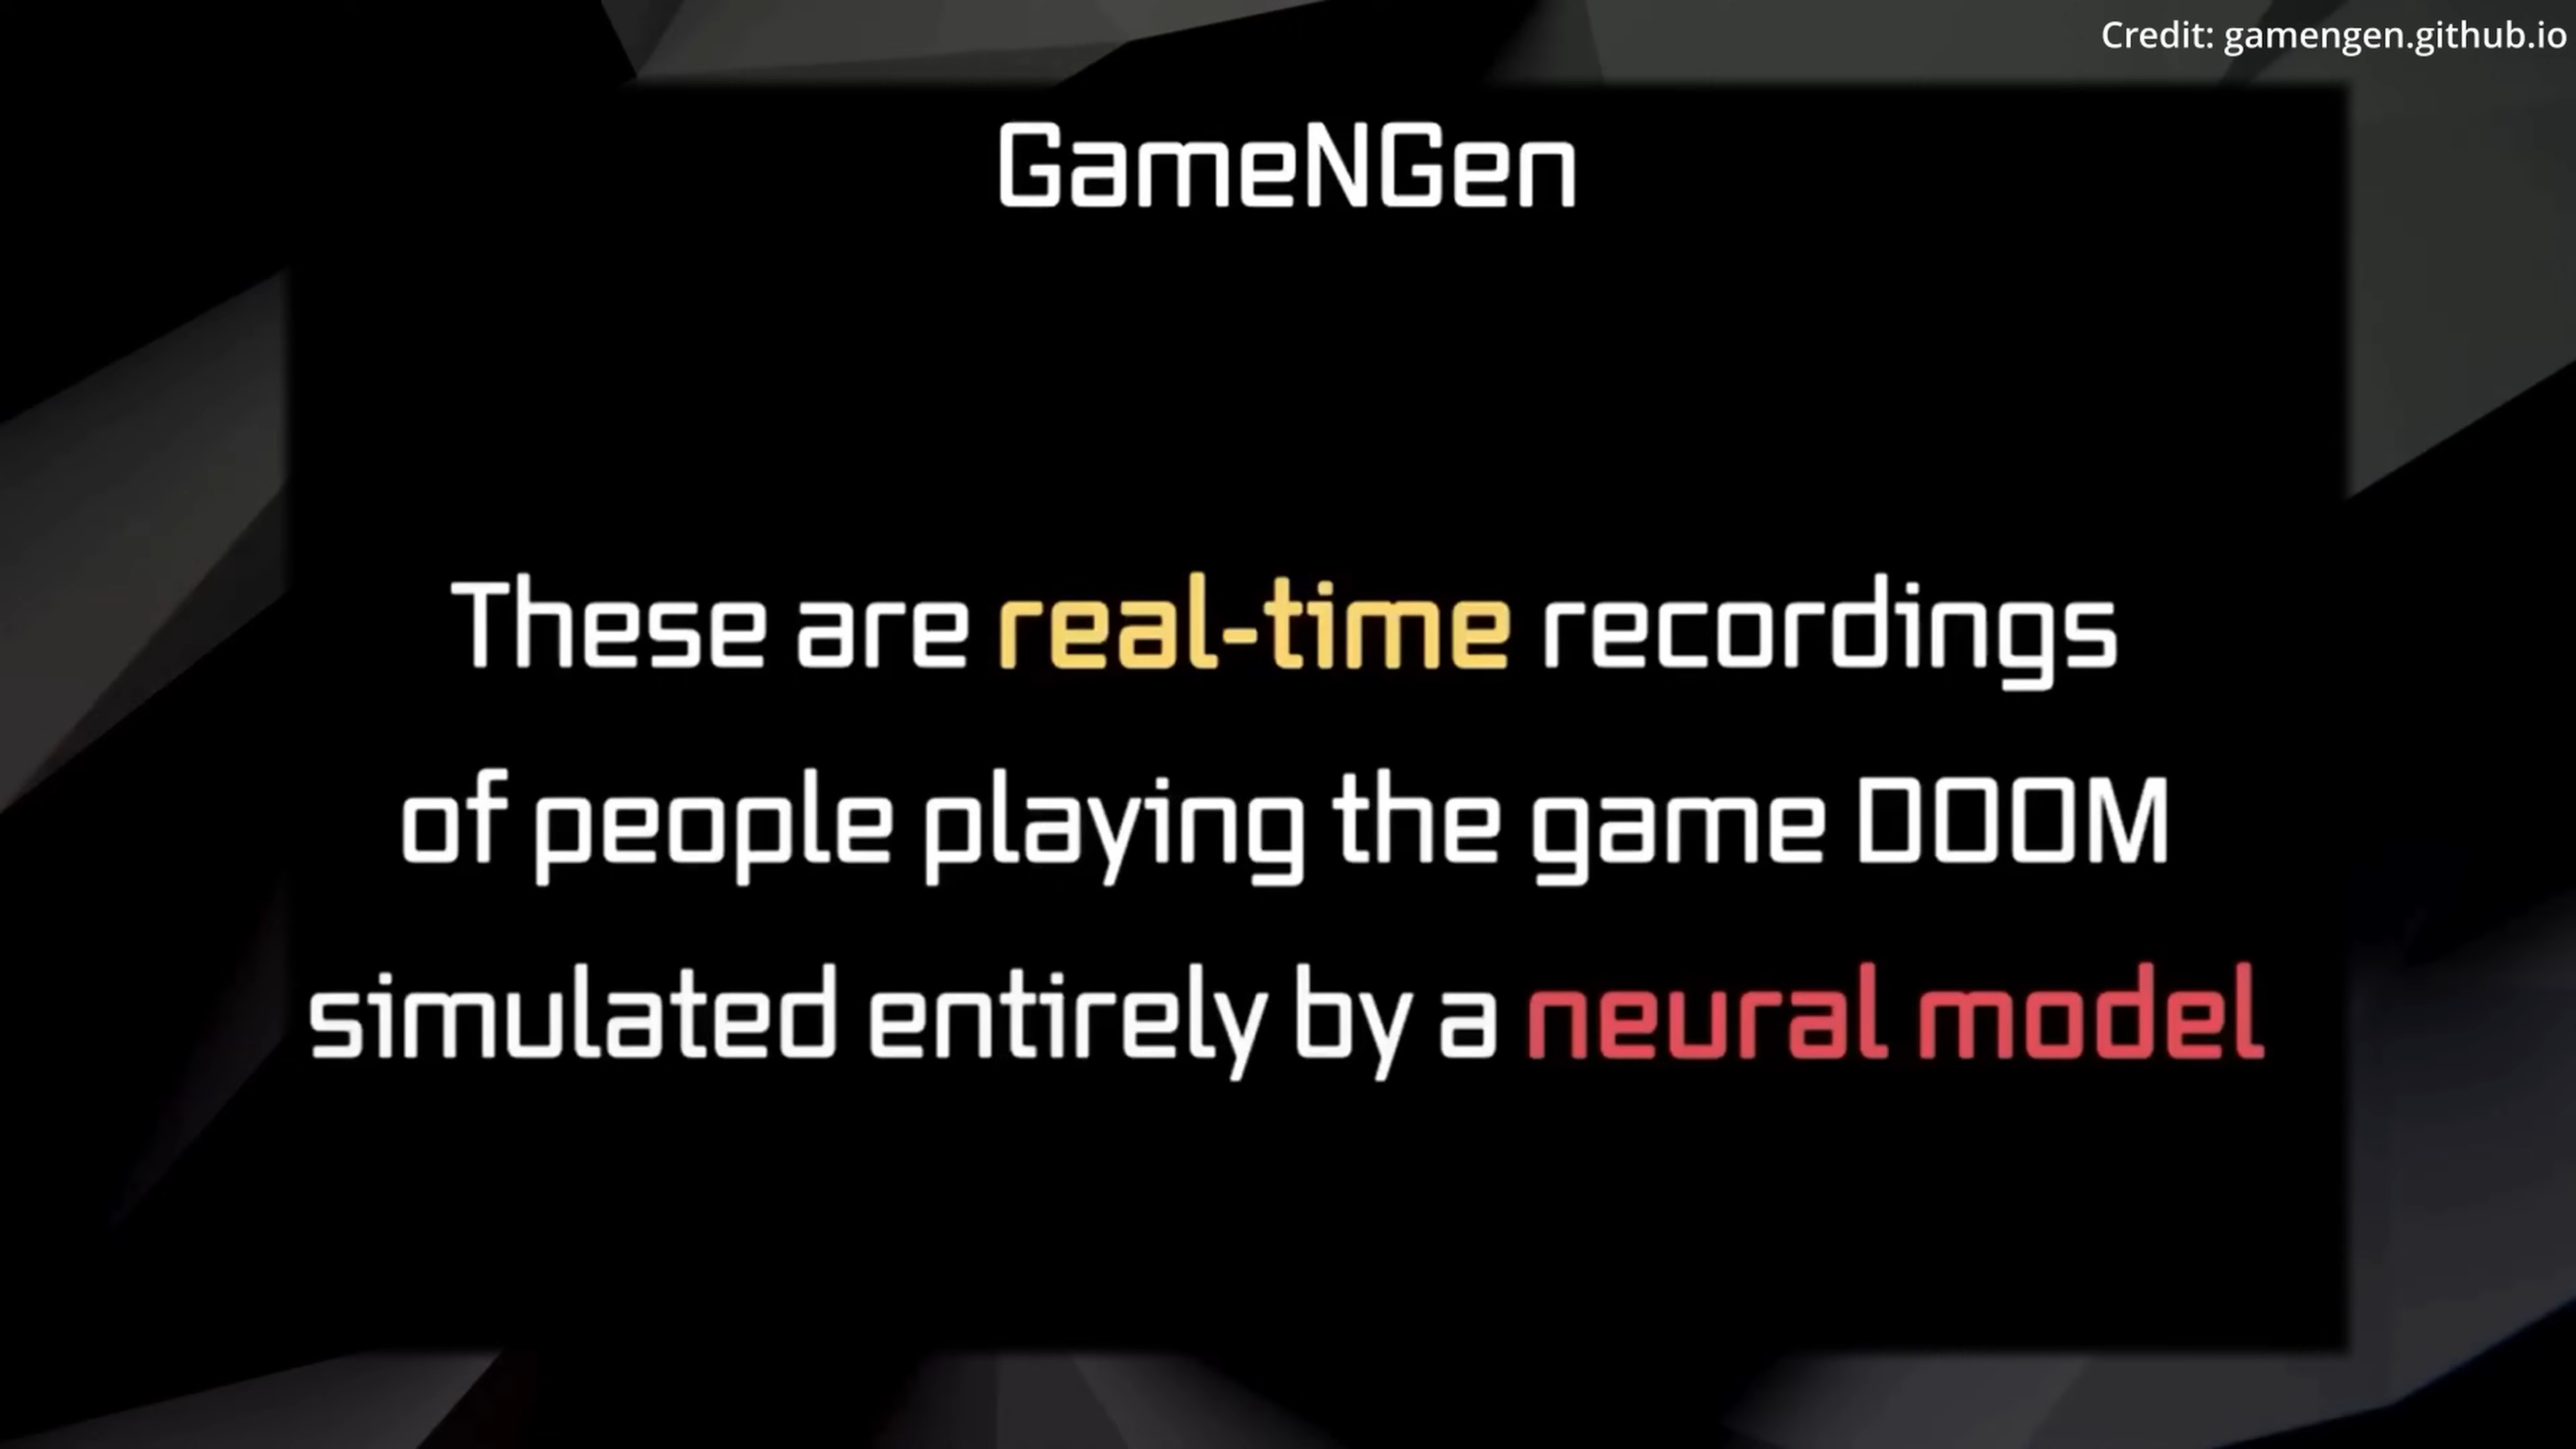 Credit: gamengen.github.io
GameNGen
These are real-time recordings
of people playing the game DOOM
simulated entirely by a neural model